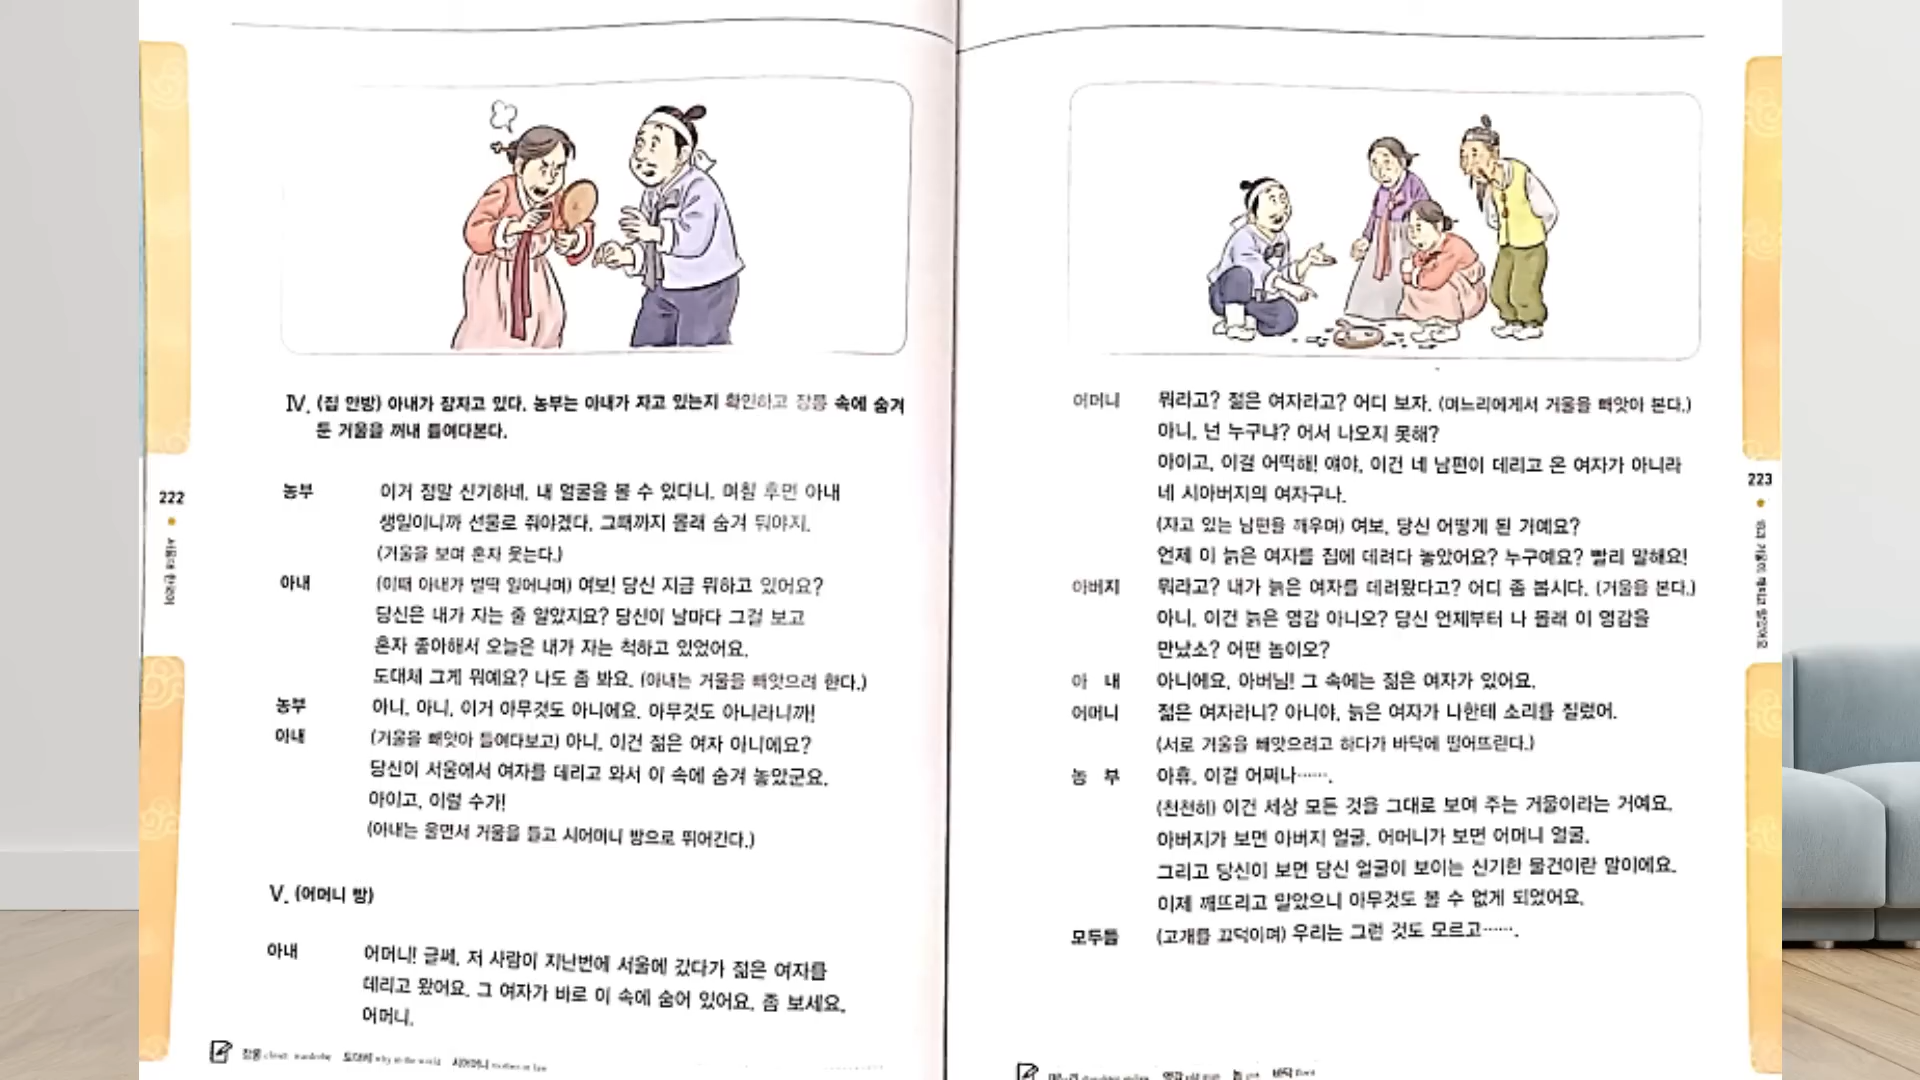 Ⅳ. (집 안방) 아내가 잠자고 있다. 농부는 아내가 자고 있는지 확인하고 장롱 속에 숨겨
둔 거울을 꺼내 들여다본다.
농부 이거 정말 신기하네. 내 얼굴을 볼 수 있다니. 며칠 후면 아내
생일이니까 선물로 줘야겠다. 그때까지 몰래 숨겨 둬야지.
(거울을 보며 혼자 웃는다.)
아내 (이때 아내가 벌떡 일어나며) 여보! 당신 지금 뭐하고 있어요?
당신은 내가 자는 줄 알았지요? 당신이 날마다 그걸 보고
혼자 좋아해서 오늘은 내가 자는 척하고 있었어요.
도대체 그게 뭐예요? 나도 좀 봐요. (아내는 거울을 빼앗으려 한다.)
농부 아니, 아니, 이거 아무것도 아니에요. 아무것도 아니라니까!
아내 (거울을 빼앗아 들여다보고) 아니, 이건 젊은 여자 아니에요?
당신이 서울에서 여자를 데리고 와서 이 속에 숨겨 놓았군요.
아이고, 이럴 수가!
(아내는 울면서 거울을 들고 시어머니 방으로 뛰어간다.)
Ⅴ. (어머니 방)
아내 어머니! 글쎄, 저 사람이 지난번에 서울에 갔다가 젊은 여자를
데리고 왔어요. 그 여자가 바로 이 속에 숨어 있어요. 좀 보세요,
어머니.
장롱 closet, wardrobe 도대체 why in the world 시어머니 mother-in-law
222
서울대 한국어
어머니 뭐라고? 젊은 여자라고? 어디 보자. (며느리에게서 거울을 빼앗아 본다.)
아니, 넌 누구냐? 어서 나오지 못해?
아이고, 이걸 어떡해! 얘야, 이건 네 남편이 데리고 온 여자가 아니라
네 시아버지의 여자구나.
(자고 있는 남편을 깨우며) 여보, 당신 어떻게 된 거예요?
언제 이 늙은 여자를 집에 데려다 놓았어요? 누구예요? 빨리 말해요!
아버지 뭐라고? 내가 늙은 여자를 데려왔다고? 어디 좀 봅시다. (거울을 본다.)
아니, 이건 늙은 영감 아니오? 당신 언제부터 나 몰래 이 영감을
만났소? 어떤 놈이오?
아 내 아니에요, 아버님! 그 속에는 젊은 여자가 있어요.
어머니 젊은 여자라니? 아니야, 늙은 여자가 나한테 소리를 질렀어.
(서로 거울을 빼앗으려고 하다가 바닥에 떨어뜨린다.)
농 부 아휴, 이걸 어쩌나…….
(천천히) 이건 세상 모든 것을 그대로 보여 주는 거울이라는 거예요.
아버지가 보면 아버지 얼굴, 어머니가 보면 어머니 얼굴,
그리고 당신이 보면 당신 얼굴이 보이는 신기한 물건이란 말이에요.
이제 깨뜨리고 말았으니 아무것도 볼 수 없게 되었어요.
모두들 (고개를 끄덕이며) 우리는 그런 것도 모르고…….
며느리 daughter-in-law 영감 old man 놈 바닥 floor
223
거울이 깨지고 말았어요